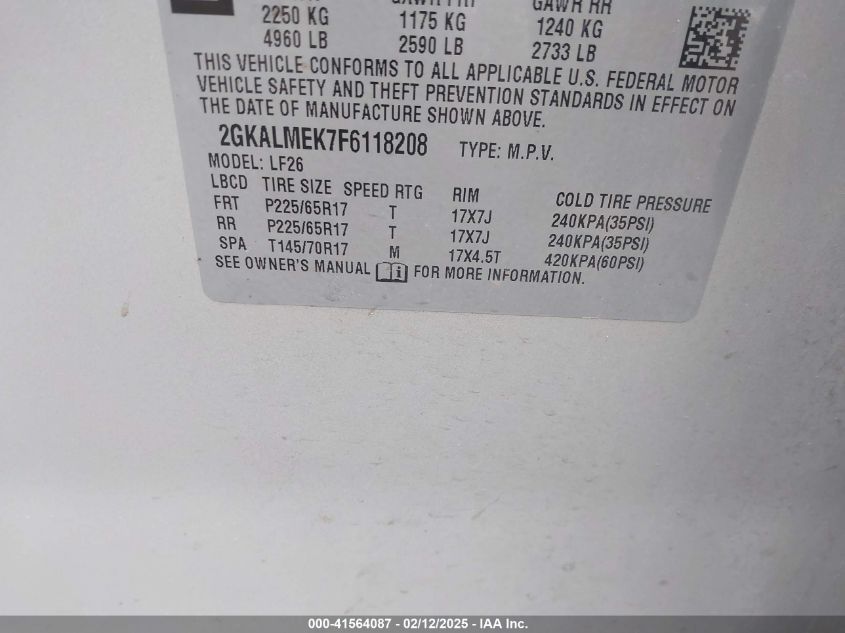 GAWR RR
2250 KG 1175 KG 1240 KG
4960 LB 2590 LB 2733 LB
THIS VEHICLE CONFORMS TO ALL APPLICABLE U.S. FEDERAL MOTOR
VEHICLE SAFETY AND THEFT PREVENTION STANDARDS IN EFFECT ON
THE DATE OF MANUFACTURE SHOWN ABOVE.
2GKALMEK7F6118208 TYPE: M.P.V.
MODEL: LF26
LBCD TIRE SIZE SPEED RTG RIM COLD TIRE PRESSURE
FRT P225/65R17 T 17X7J 240KPA(35PSI)
RR P225/65R17 T 17X7J 240KPA(35PSI)
SPA T145/70R17 M 17X4.5T 420KPA(60PSI)
SEE OWNER'S MANUAL FOR MORE INFORMATION.
000-41564087 - 02/12/2025 - IAA Inc.